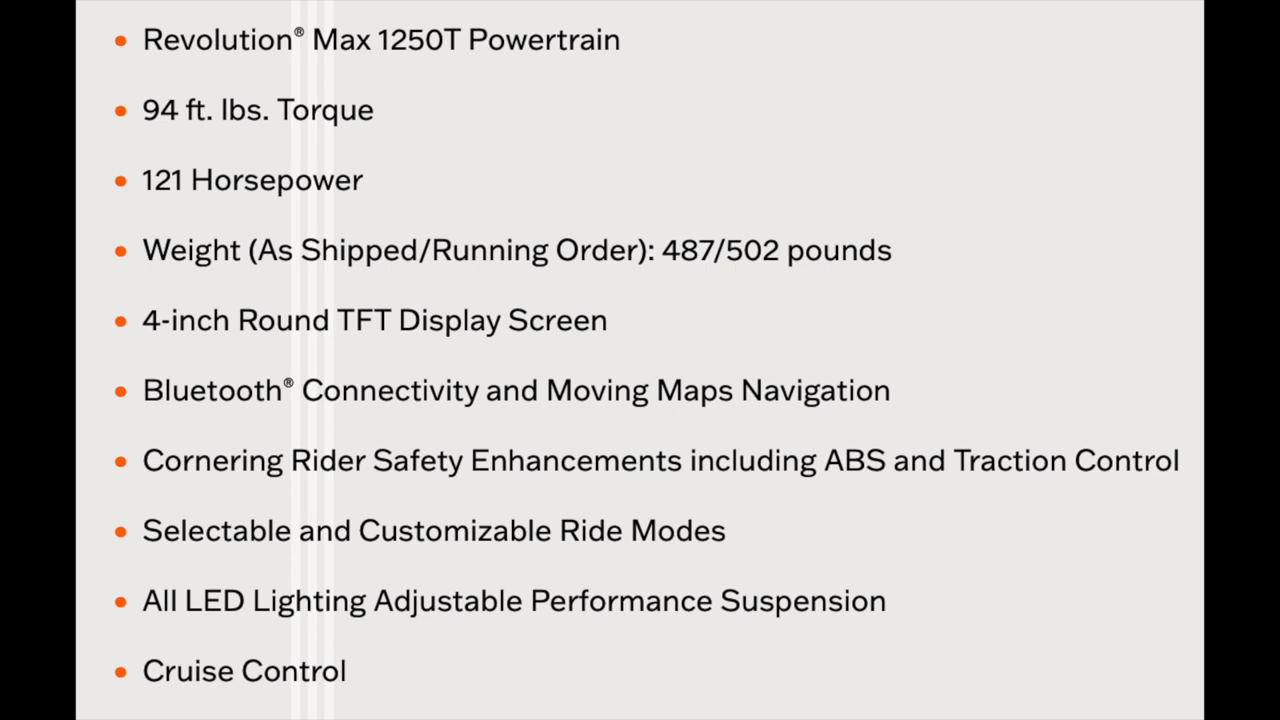 • Revolution® Max 1250T Powertrain
• 94 ft. lbs. Torque
• 121 Horsepower
• Weight (As Shipped/Running Order): 487/502 pounds
• 4-inch Round TFT Display Screen
• Bluetooth® Connectivity and Moving Maps Navigation
• Cornering Rider Safety Enhancements including ABS and Traction Control
• Selectable and Customizable Ride Modes
• All LED Lighting Adjustable Performance Suspension
• Cruise Control